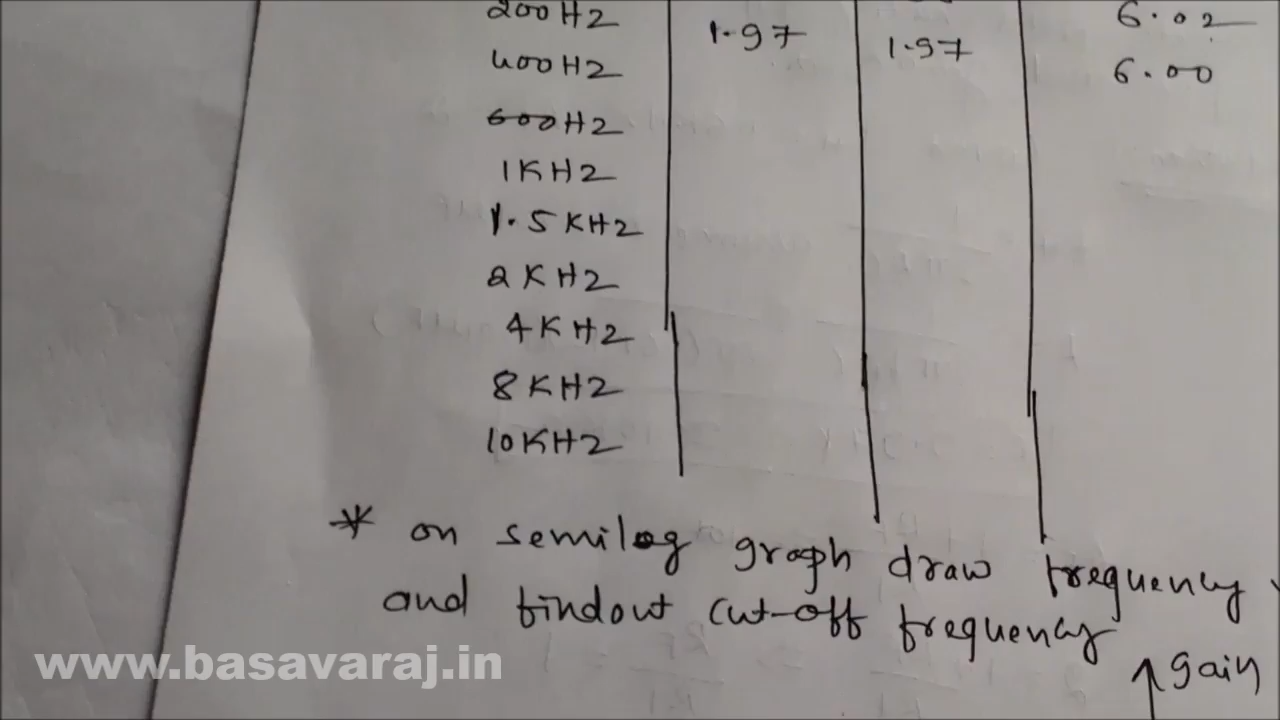 200Hz 6.02
1.97 1.97
400Hz 6.00
600Hz
1KHz
1.5KHz
2KHz
4KHz
8KHz
10KHz
* on semilog graph draw frequency
and findout cut-off frequency
gain
www.basavaraj.in